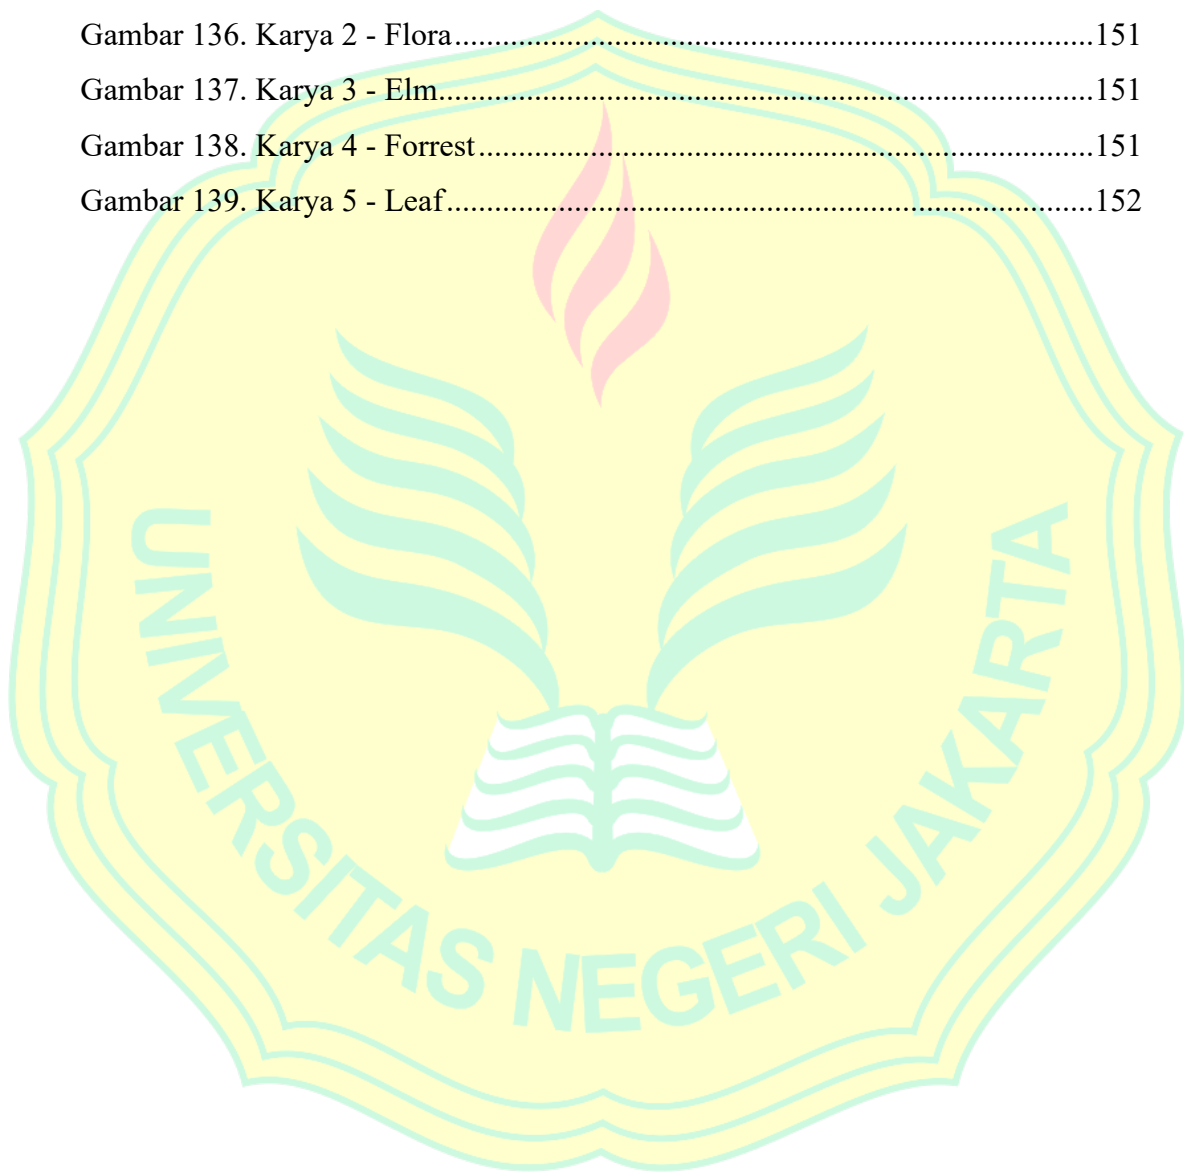 Gambar 136. Karya 2 - Flora................................................................................151
Gambar 137. Karya 3 - Elm..................................................................................151
Gambar 138. Karya 4 - Forrest.............................................................................151
Gambar 139. Karya 5 - Leaf.................................................................................152
UNIVERSITAS NEGERI JAKARTA